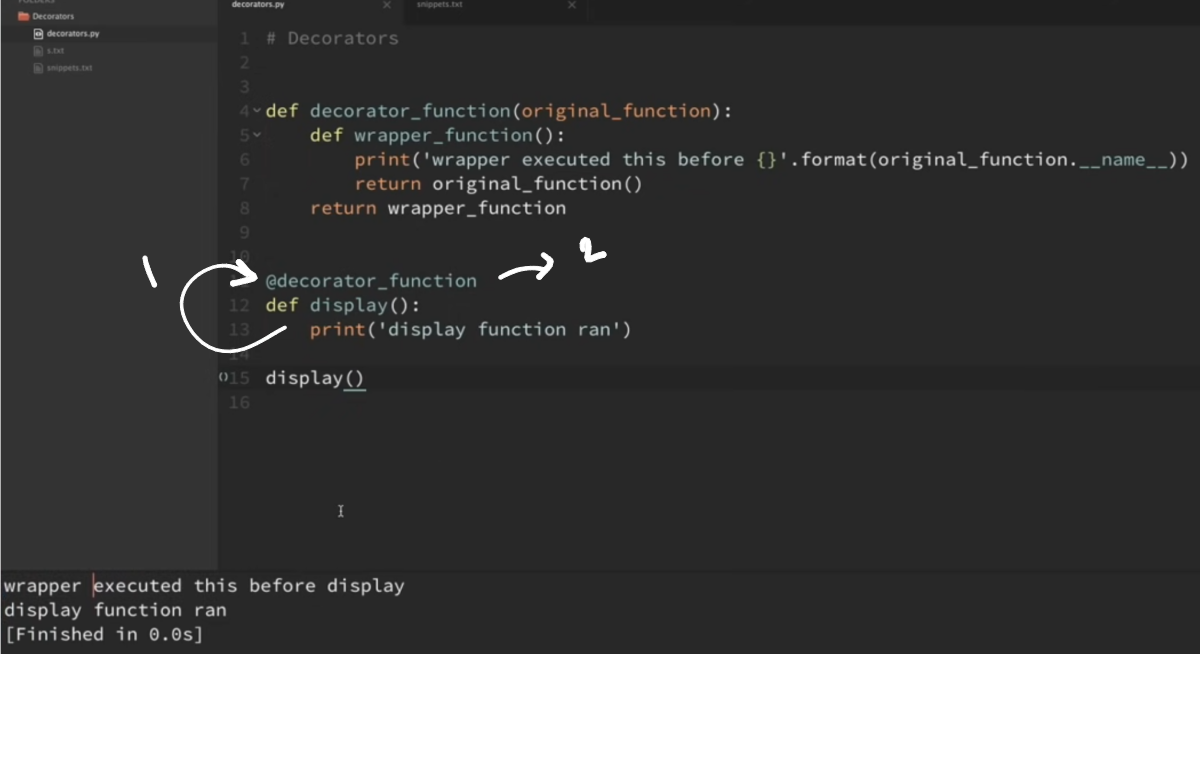 FOLDERS
Decorators
decorators.py
s.txt
snippets.txt
decorators.py × snippets.txt ×
1 # Decorators
2
3
4 def decorator_function(original_function):
5     def wrapper_function():
6         print('wrapper executed this before {}'.format(original_function.__name__))
7         return original_function()
8     return wrapper_function
9
10
1
2
@decorator_function
12 def display():
13     print('display function ran')
14
15 display()
16
wrapper executed this before display
display function ran
[Finished in 0.0s]